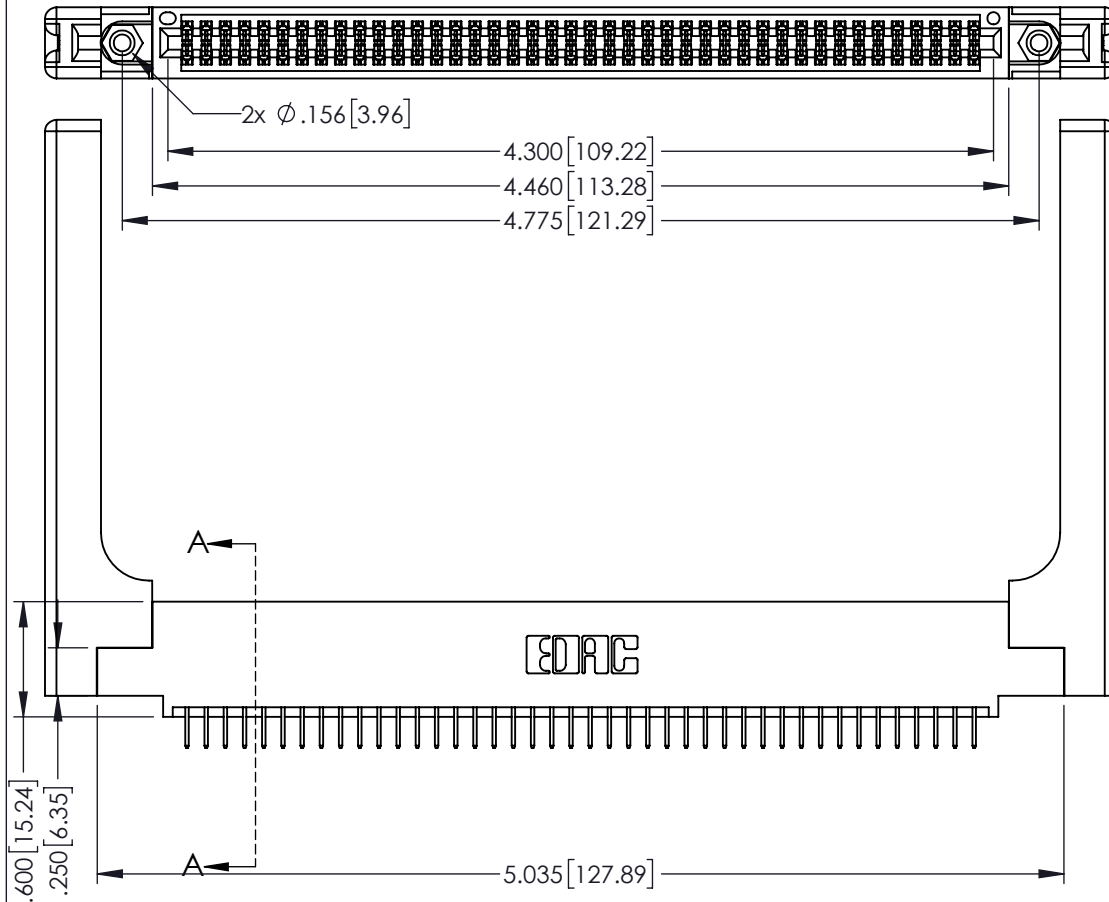 2x Ø.156[3.96]
4.300[109.22]
4.460[113.28]
4.775[121.29]
A
EDAC
.600[15.24]
.250[6.35]
A
5.035[127.89]